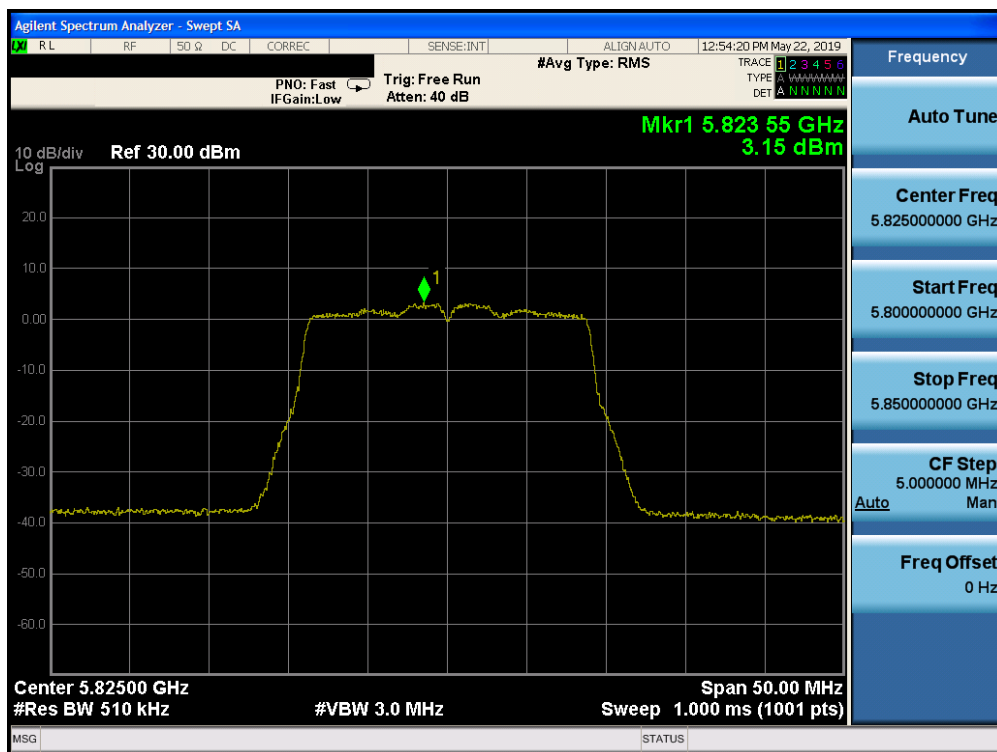 Agilent Spectrum Analyzer - Swept SA
LXI RL RF 50 Ω DC CORREC SENSE:INT ALIGN AUTO 12:54:20 PM May 22, 2019
PNO: Fast
IFGain:Low
Trig: Free Run
Atten: 40 dB
#Avg Type: RMS
TRACE 1 2 3 4 5 6
TYPE A WWWWW
DET A N N N N N
Mkr1 5.823 55 GHz
3.15 dBm
10 dB/div Ref 30.00 dBm
Log
20.0
10.0
0.00
-10.0
-20.0
-30.0
-40.0
-50.0
-60.0
1
Center 5.82500 GHz Span 50.00 MHz
#Res BW 510 kHz #VBW 3.0 MHz Sweep 1.000 ms (1001 pts)
MSG STATUS
Frequency
Auto Tune
Center Freq
5.825000000 GHz
Start Freq
5.800000000 GHz
Stop Freq
5.850000000 GHz
CF Step
5.000000 MHz
Auto Man
Freq Offset
0 Hz